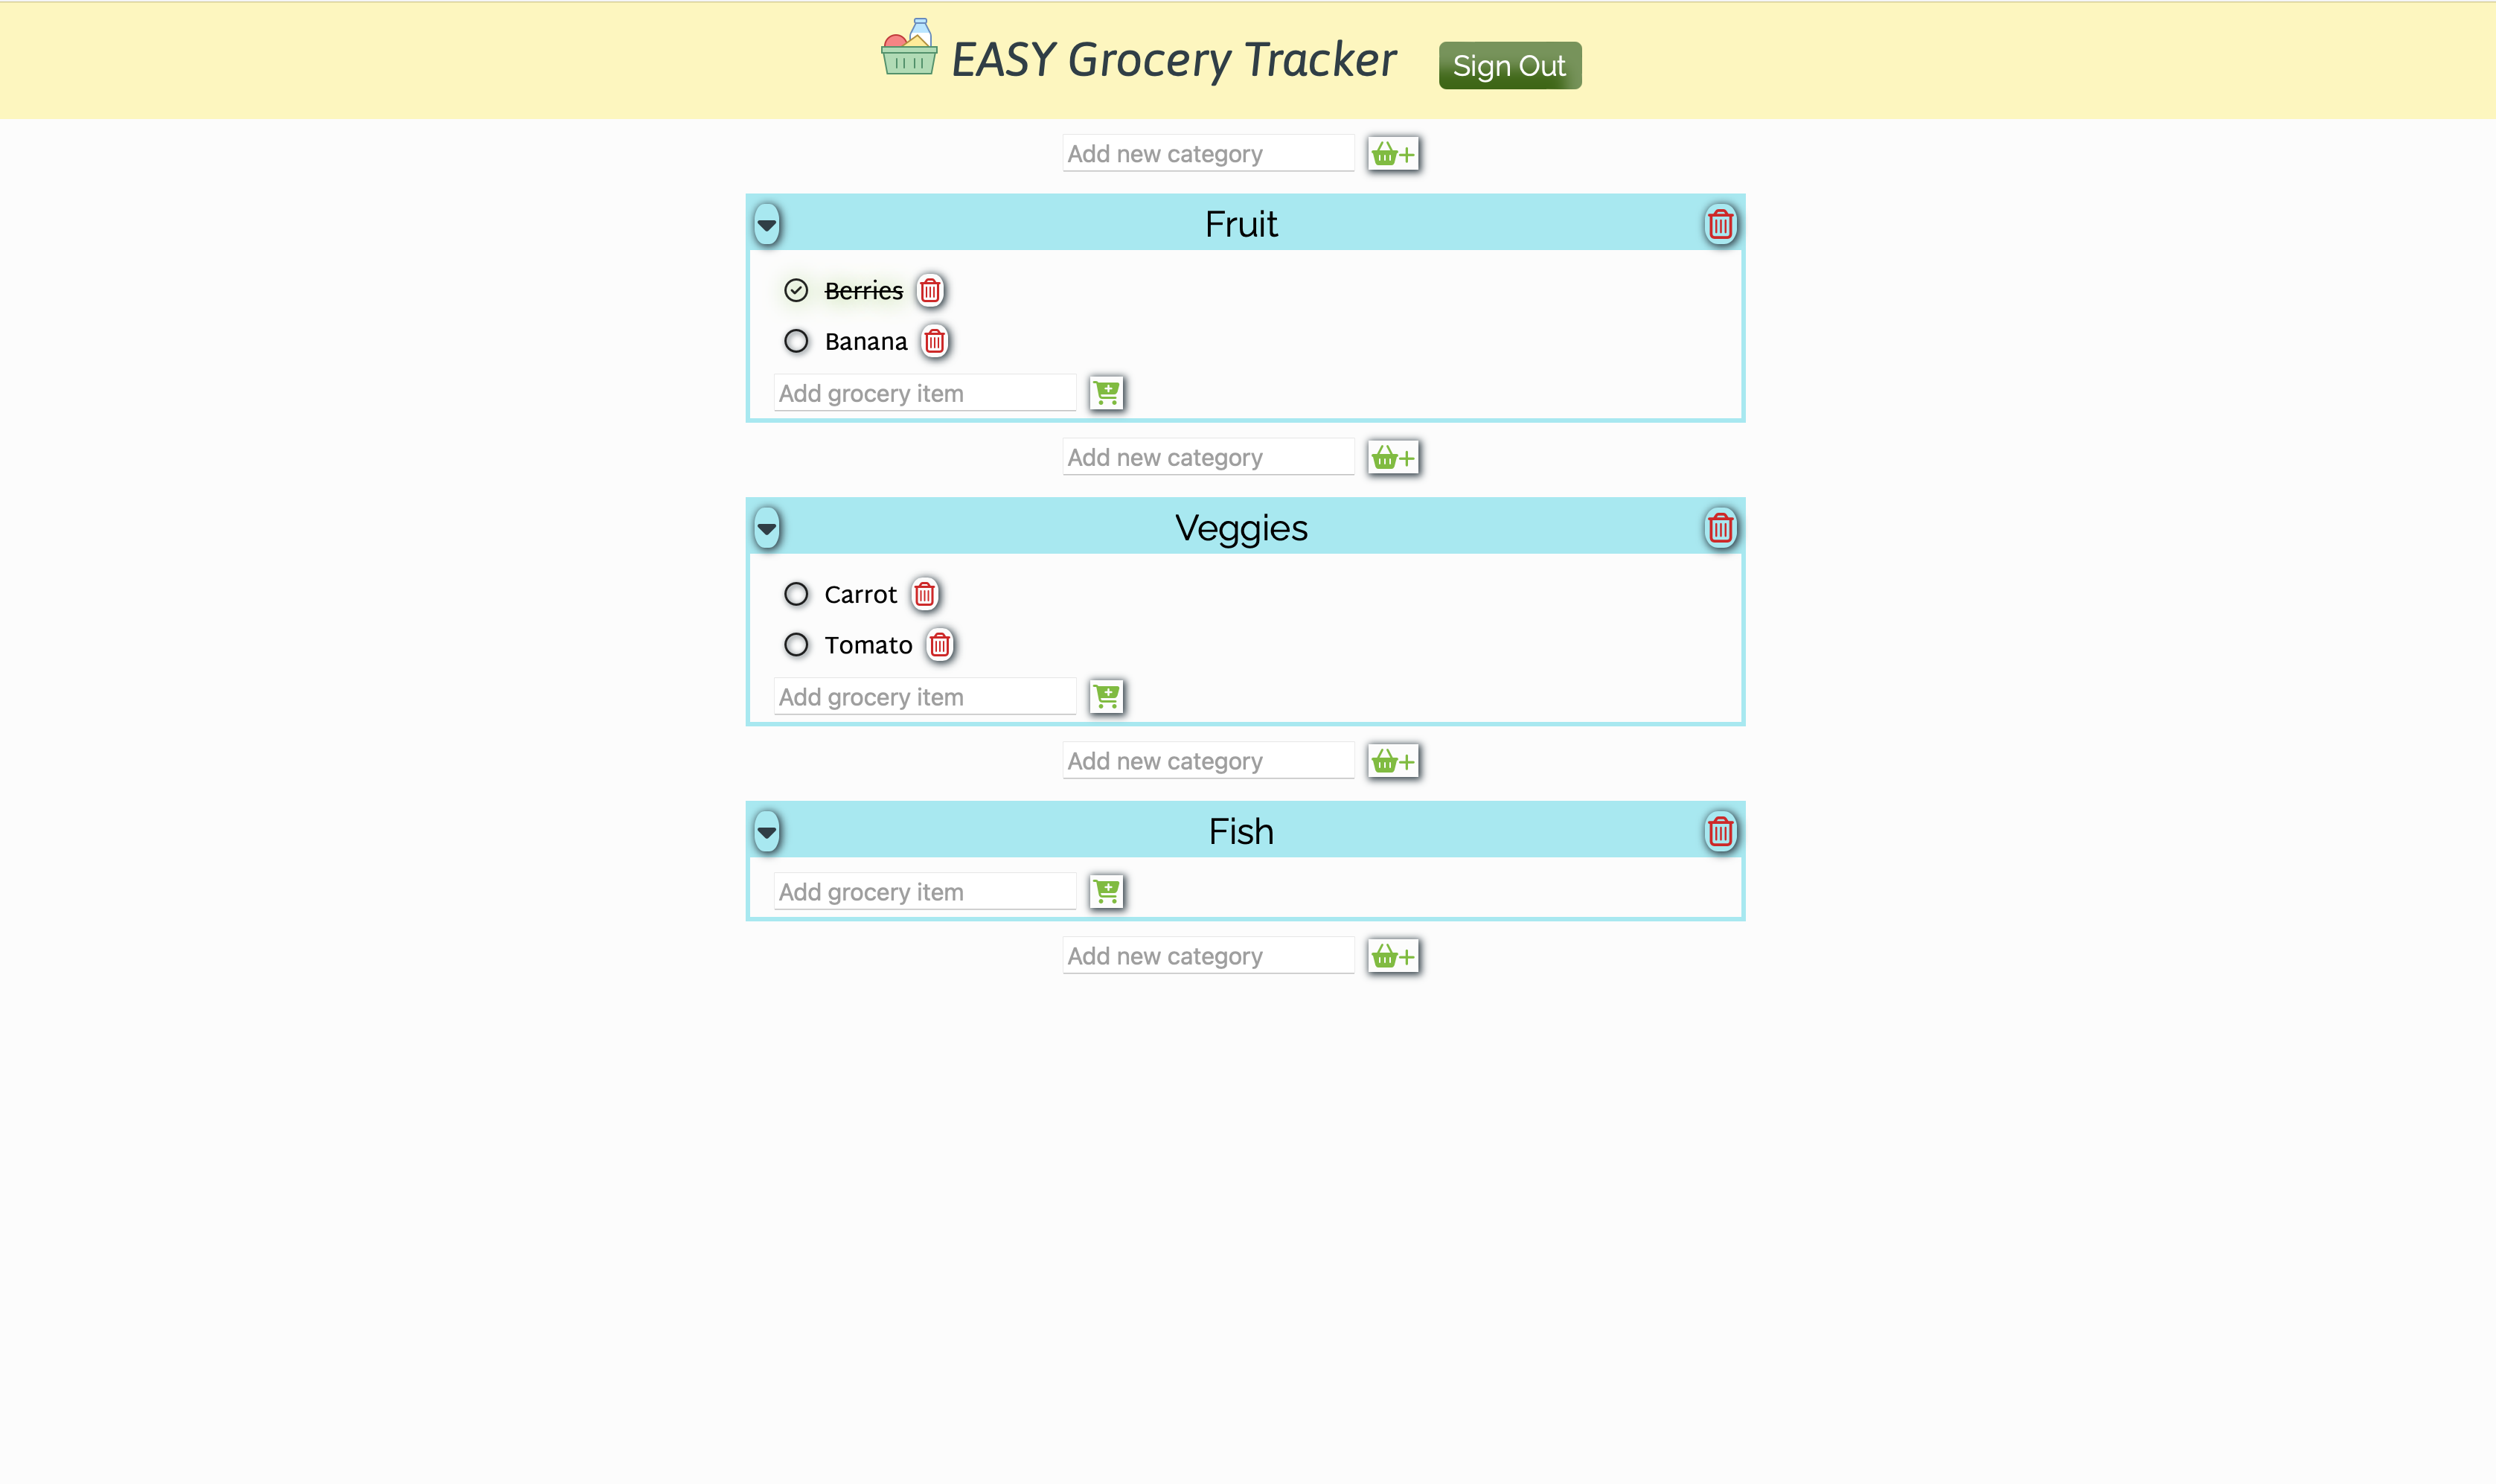 EASY Grocery Tracker Sign Out
Add new category
Fruit
Berries
Banana
Add grocery item
Add new category
Veggies
Carrot
Tomato
Add grocery item
Add new category
Fish
Add grocery item
Add new category